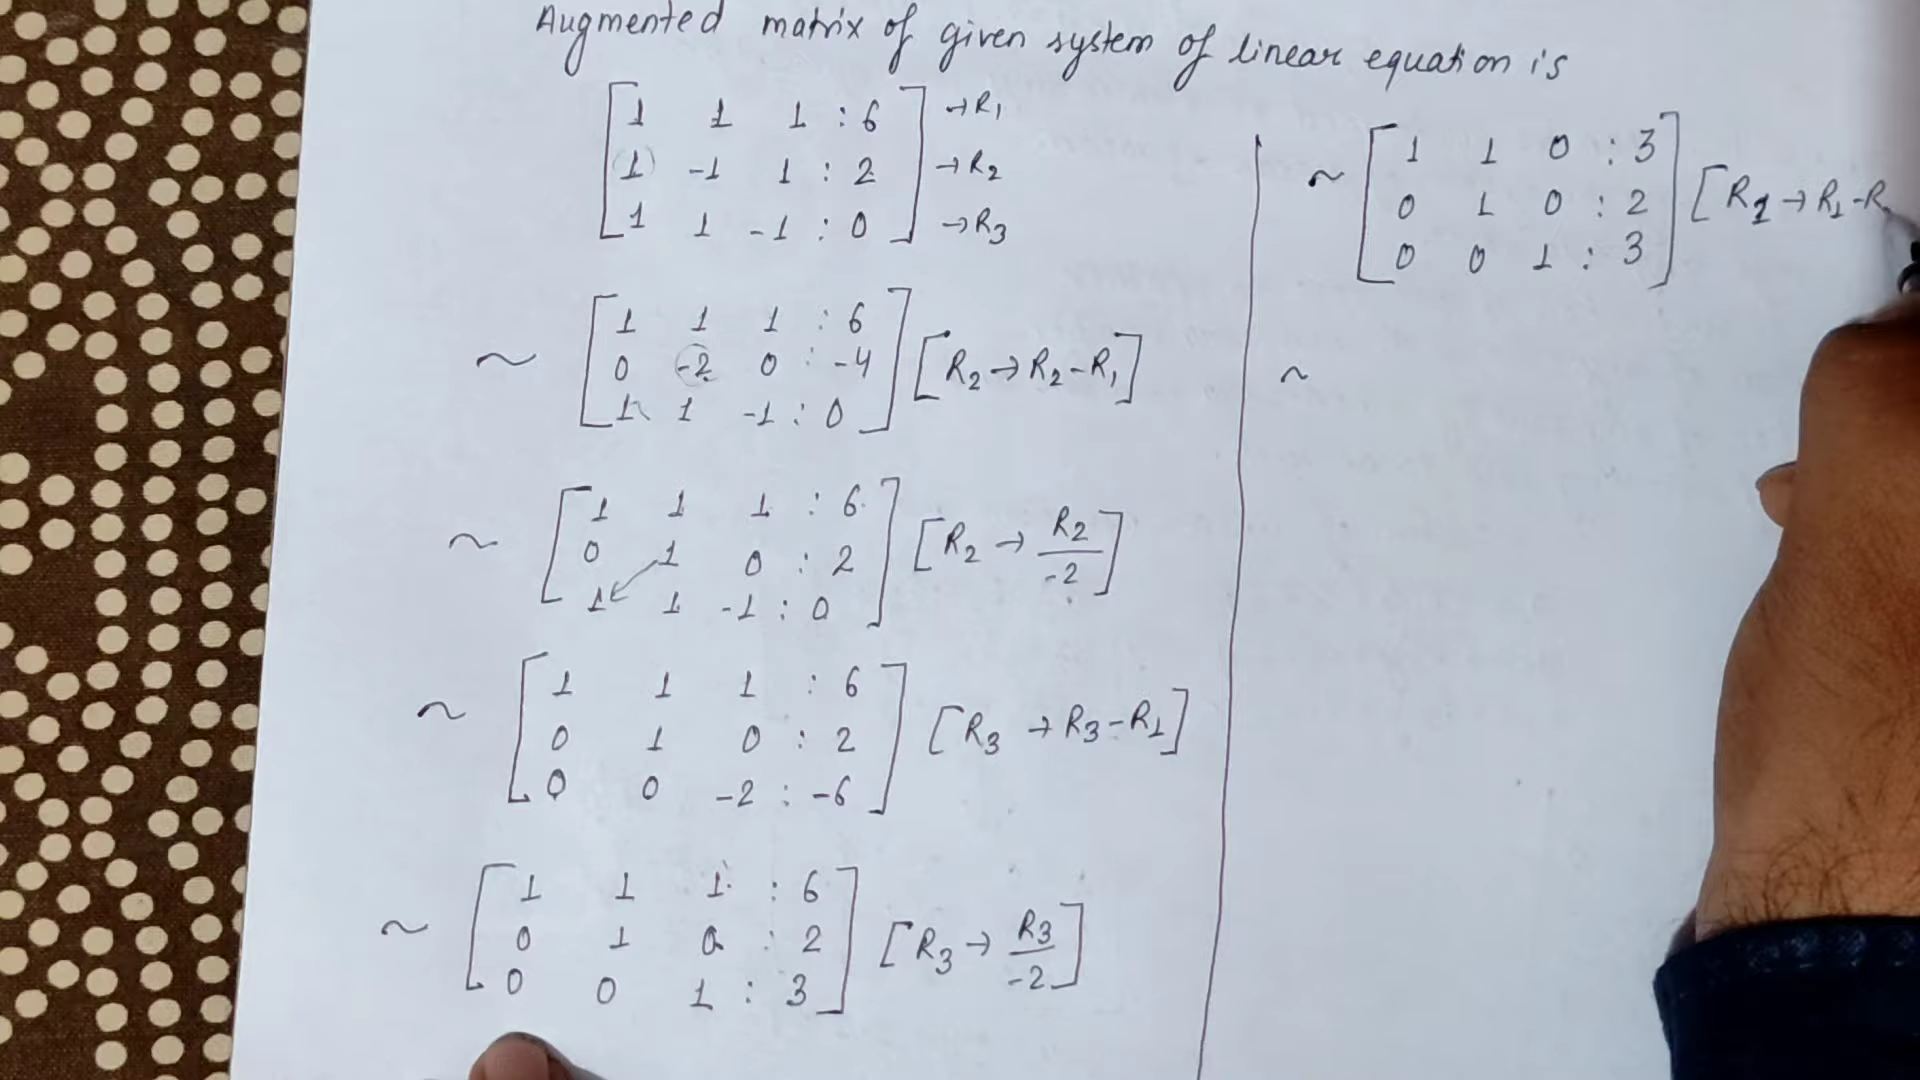 Augmented matrix of given system of linear equation is
1 1 1 : 6 → R1
1 -1 1 : 2 → R2
1 1 -1 : 0 → R3
~ 1 1 1 : 6
0 -2 0 : -4 [R2 → R2 - R1]
1 1 -1 : 0
~ 1 1 1 : 6
0 1 0 : 2 [R2 → R2/-2]
1 1 -1 : 0
~ 1 1 1 : 6
0 1 0 : 2 [R3 → R3 - R1]
0 0 -2 : -6
~ 1 1 1 : 6
0 1 0 : 2 [R3 → R3/-2]
0 0 1 : 3
~ 1 1 0 : 3
0 1 0 : 2 [R1 → R1 - R
0 0 1 : 3
~